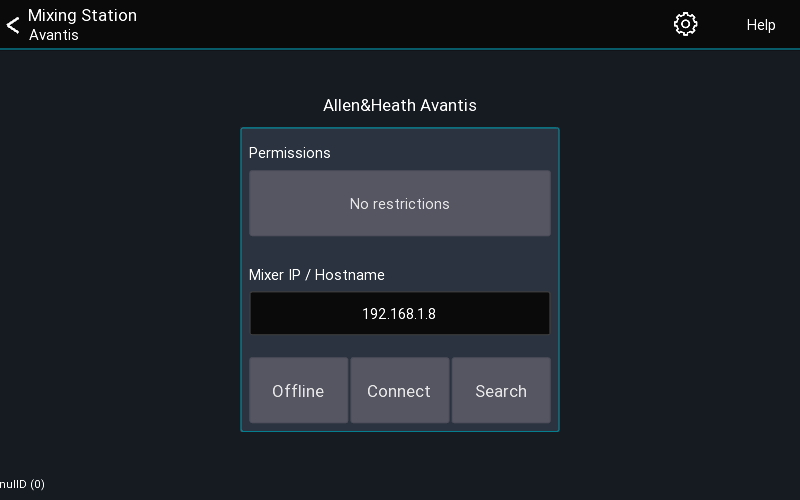 Mixing Station
Avantis
Help
Allen&Heath Avantis
Permissions
No restrictions
Mixer IP / Hostname
192.168.1.8
Offline
Connect
Search
nullD (0)